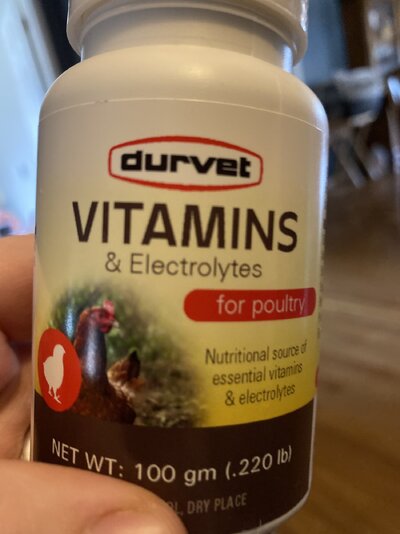 durvet
VITAMINS
& Electrolytes
for poultry
Nutritional source of
essential vitamins
& electrolytes
NET WT: 100 gm (.220 lb)
DRY PLACE